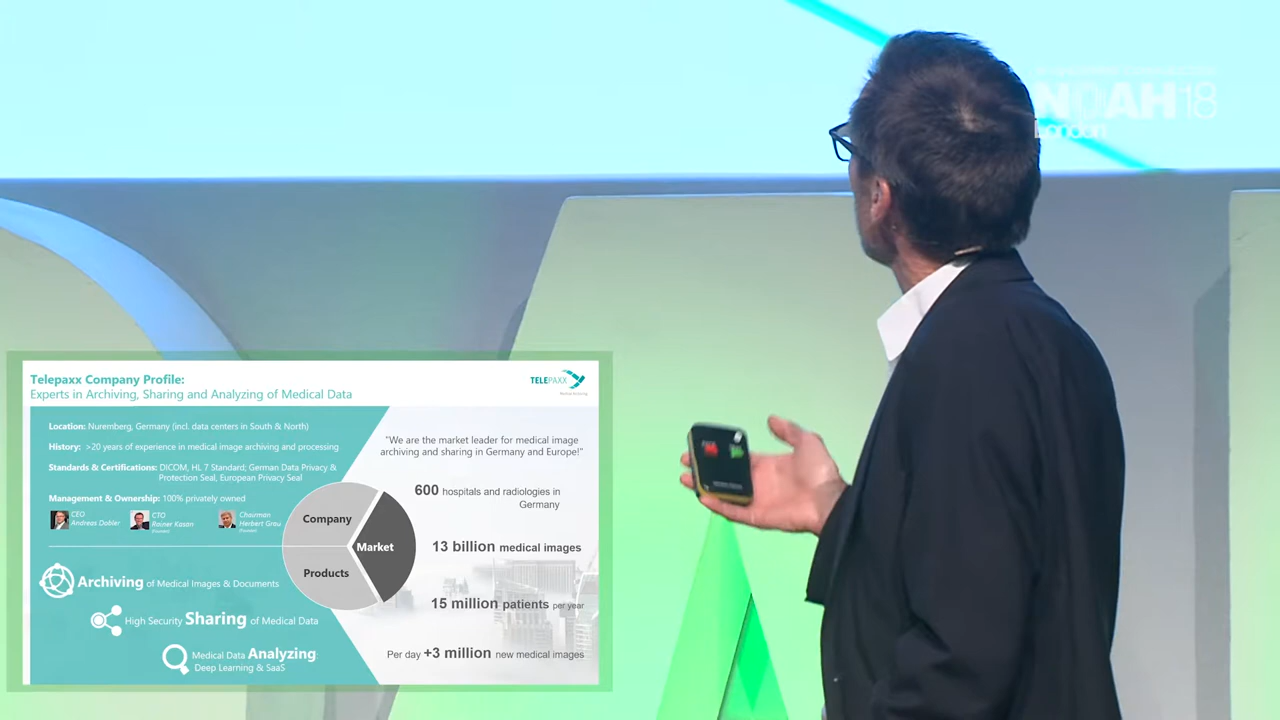 NOAH18
London
Telepaxx Company Profile:
Experts in Archiving, Sharing and Analyzing of Medical Data
TELEPAXX
Location: Nuremberg, Germany (incl. data centers in South & North)
History: >20 years of experience in medical image archiving and processing
Standards & Certifications: DICOM, HL 7 Standard; German Data Privacy &
Protection Seal, European Privacy Seal
Management & Ownership: 100% privately owned
CEO
Andreas Dobler
CTO
Rainer Kasan
Chairman
Herbert Grau
Archiving of Medical Images & Documents
High Security Sharing of Medical Data
Medical Data Analyzing:
Deep Learning & SaaS
Company
Products
Market
"We are the market leader for medical image
archiving and sharing in Germany and Europe!"
600 hospitals and radiologies in
Germany
13 billion medical images
15 million patients per year
Per day +3 million new medical images